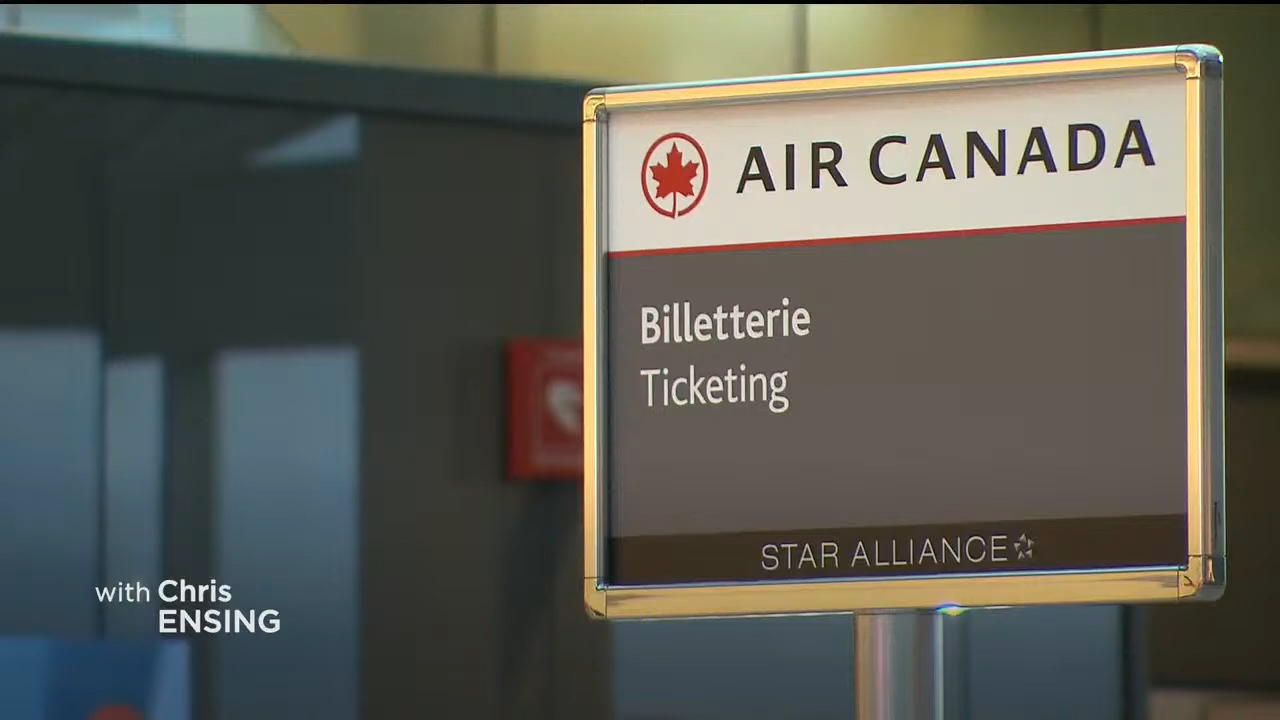 AIR CANADA
Billetterie
Ticketing
STAR ALLIANCE
with Chris
ENSING